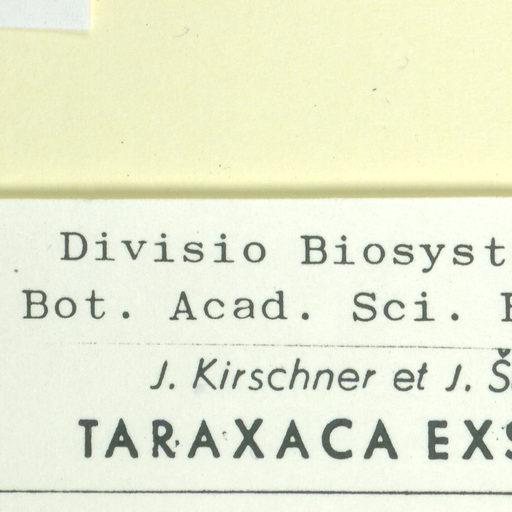 Divisio Biosyst
Bot. Acad. Sci.
J. Kirschner et J. Š
TARAXACA EXS